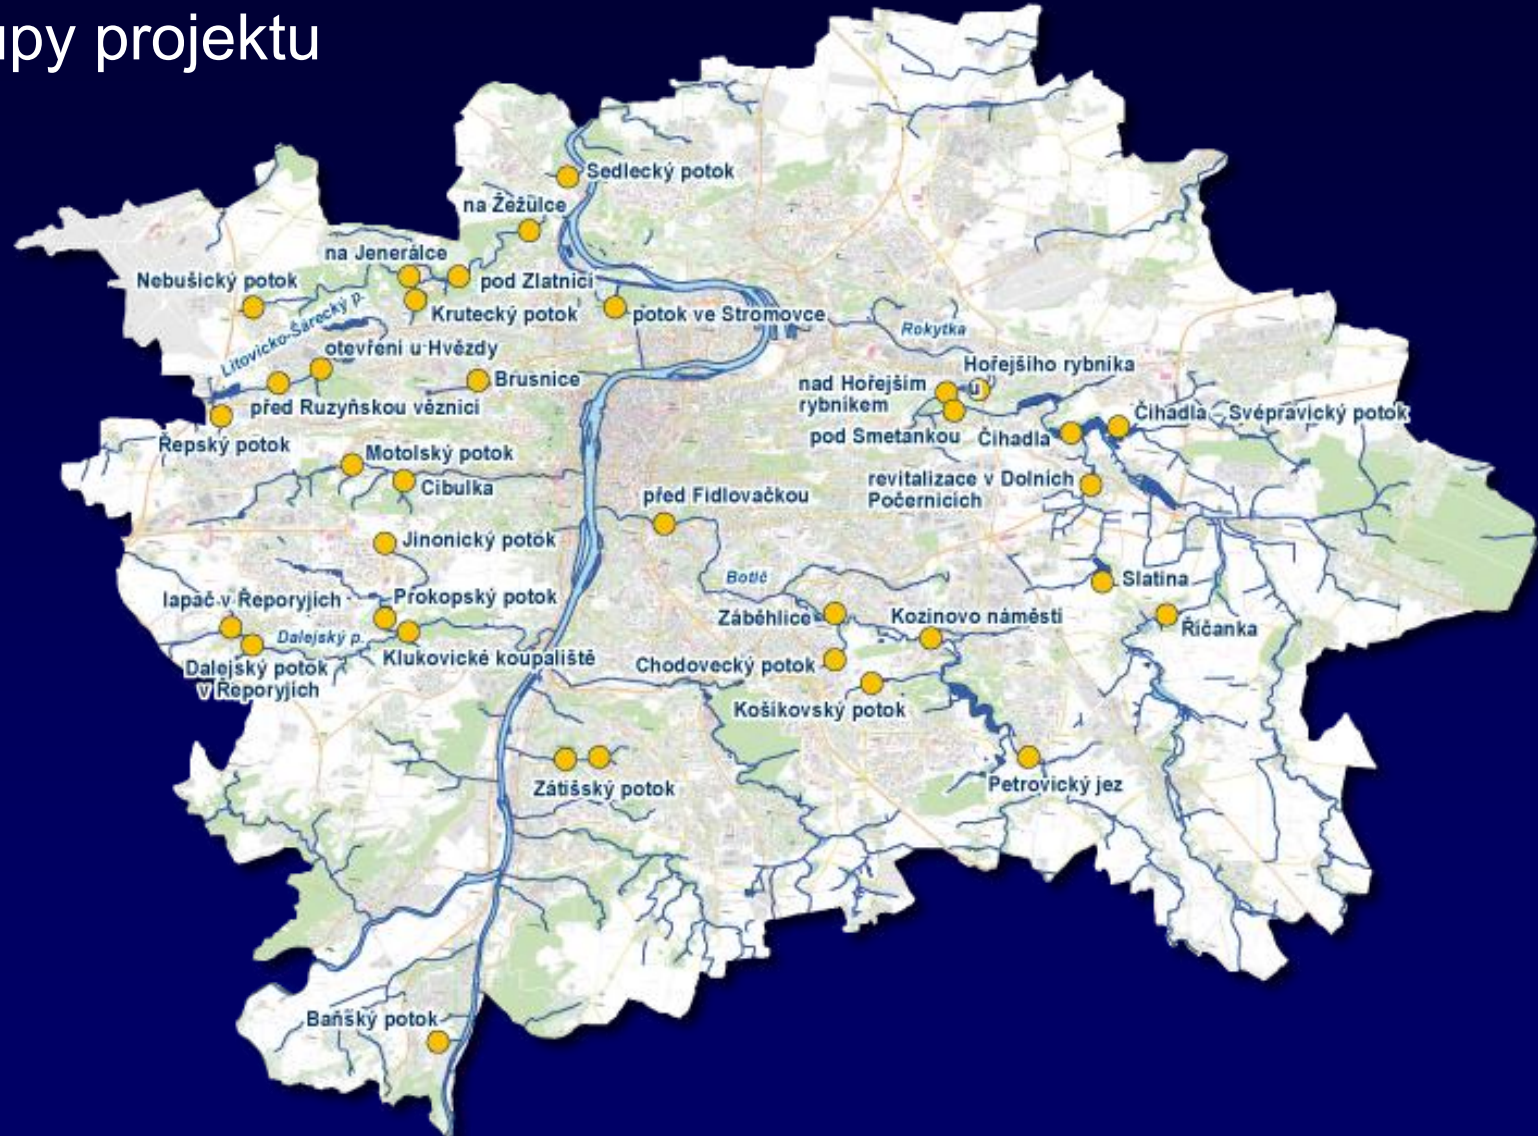 upy projektu
Sedlecký potok
na Žežulce
na Jenerálce
Nebušický potok
pod Zlatnicí
Krutecký potok
potok ve Stromovce
Litovicko-Šárecký p.
Rokytka
otevření u Hvězdy
Brusnice
Hořejšího rybníka
nad Hořejším
rybníkem
u
před Ruzyňskou věznicí
pod Smetankou
Čihadla
Čihadla - Svépravický potok
Řepský potok
Motolský potok
Cibulka
revitalizace v Dolních
Počernicích
před Fidlovačkou
Jinonický potok
Botič
Slatina
lapač v Řeporyjích
Prokopský potok
Záběhlice
Kozinovo náměstí
Říčanka
Dalejský p.
Klukovické koupaliště
Dalejský potok
v Řeporyjích
Chodovecký potok
Košíkovský potok
Zátišský potok
Petrovický jez
Baňský potok